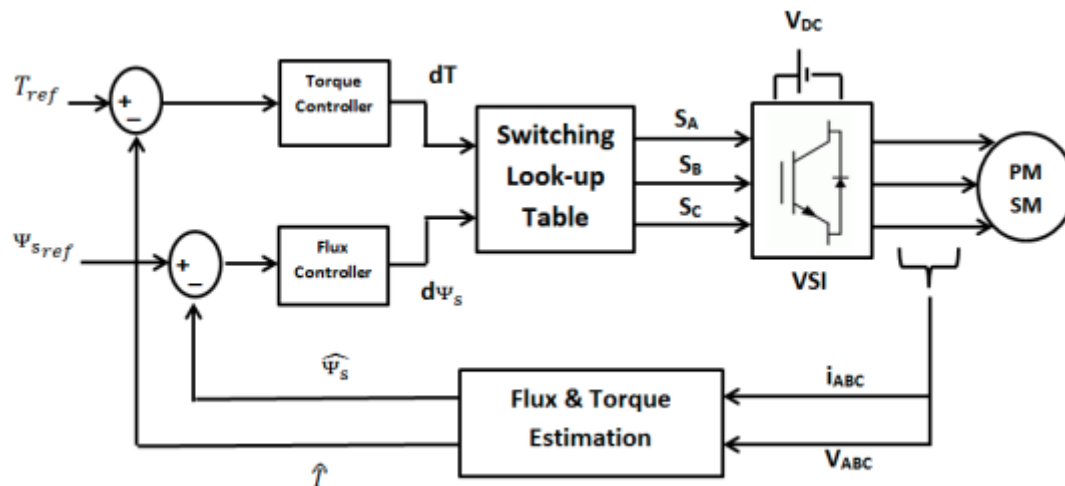 V_DC
T_ref
+
−
Torque
Controller
dT
Switching
Look-up
Table
S_A
S_B
S_C
PM
SM
Ψ_s_ref
+
−
Flux
Controller
dΨ_s
VSI
Ψ̂_s
Flux & Torque
Estimation
i_ABC
V_ABC
T̂